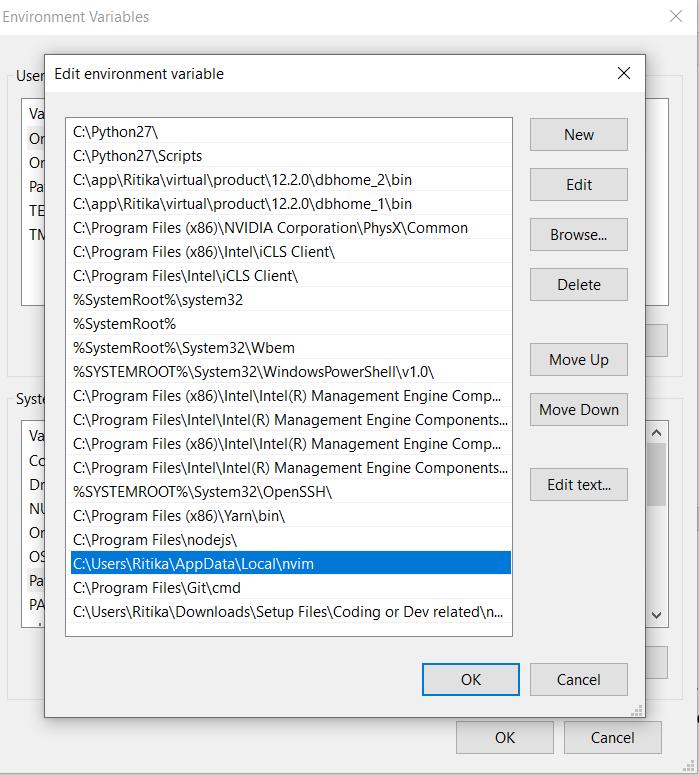 Environment Variables
Edit environment variable
User
Va
Or
Or
Pa
TE
TM
C:\Python27\
C:\Python27\Scripts
C:\app\Ritika\virtual\product\12.2.0\dbhome_2\bin
C:\app\Ritika\virtual\product\12.2.0\dbhome_1\bin
C:\Program Files (x86)\NVIDIA Corporation\PhysX\Common
C:\Program Files (x86)\Intel\iCLS Client\
C:\Program Files\Intel\iCLS Client\
%SystemRoot%\system32
%SystemRoot%
%SystemRoot%\System32\Wbem
%SYSTEMROOT%\System32\WindowsPowerShell\v1.0\
C:\Program Files (x86)\Intel\Intel(R) Management Engine Comp...
C:\Program Files\Intel\Intel(R) Management Engine Components...
C:\Program Files (x86)\Intel\Intel(R) Management Engine Comp...
C:\Program Files\Intel\Intel(R) Management Engine Components...
%SYSTEMROOT%\System32\OpenSSH\
C:\Program Files (x86)\Yarn\bin\
C:\Program Files\nodejs\
C:\Users\Ritika\AppData\Local\nvim
C:\Program Files\Git\cmd
C:\Users\Ritika\Downloads\Setup Files\Coding or Dev related\n...
New
Edit
Browse...
Delete
Move Up
Move Down
Edit text...
Syste
Va
Co
Dr
NU
Or
OS
Pa
PA
OK
Cancel
OK
Cancel